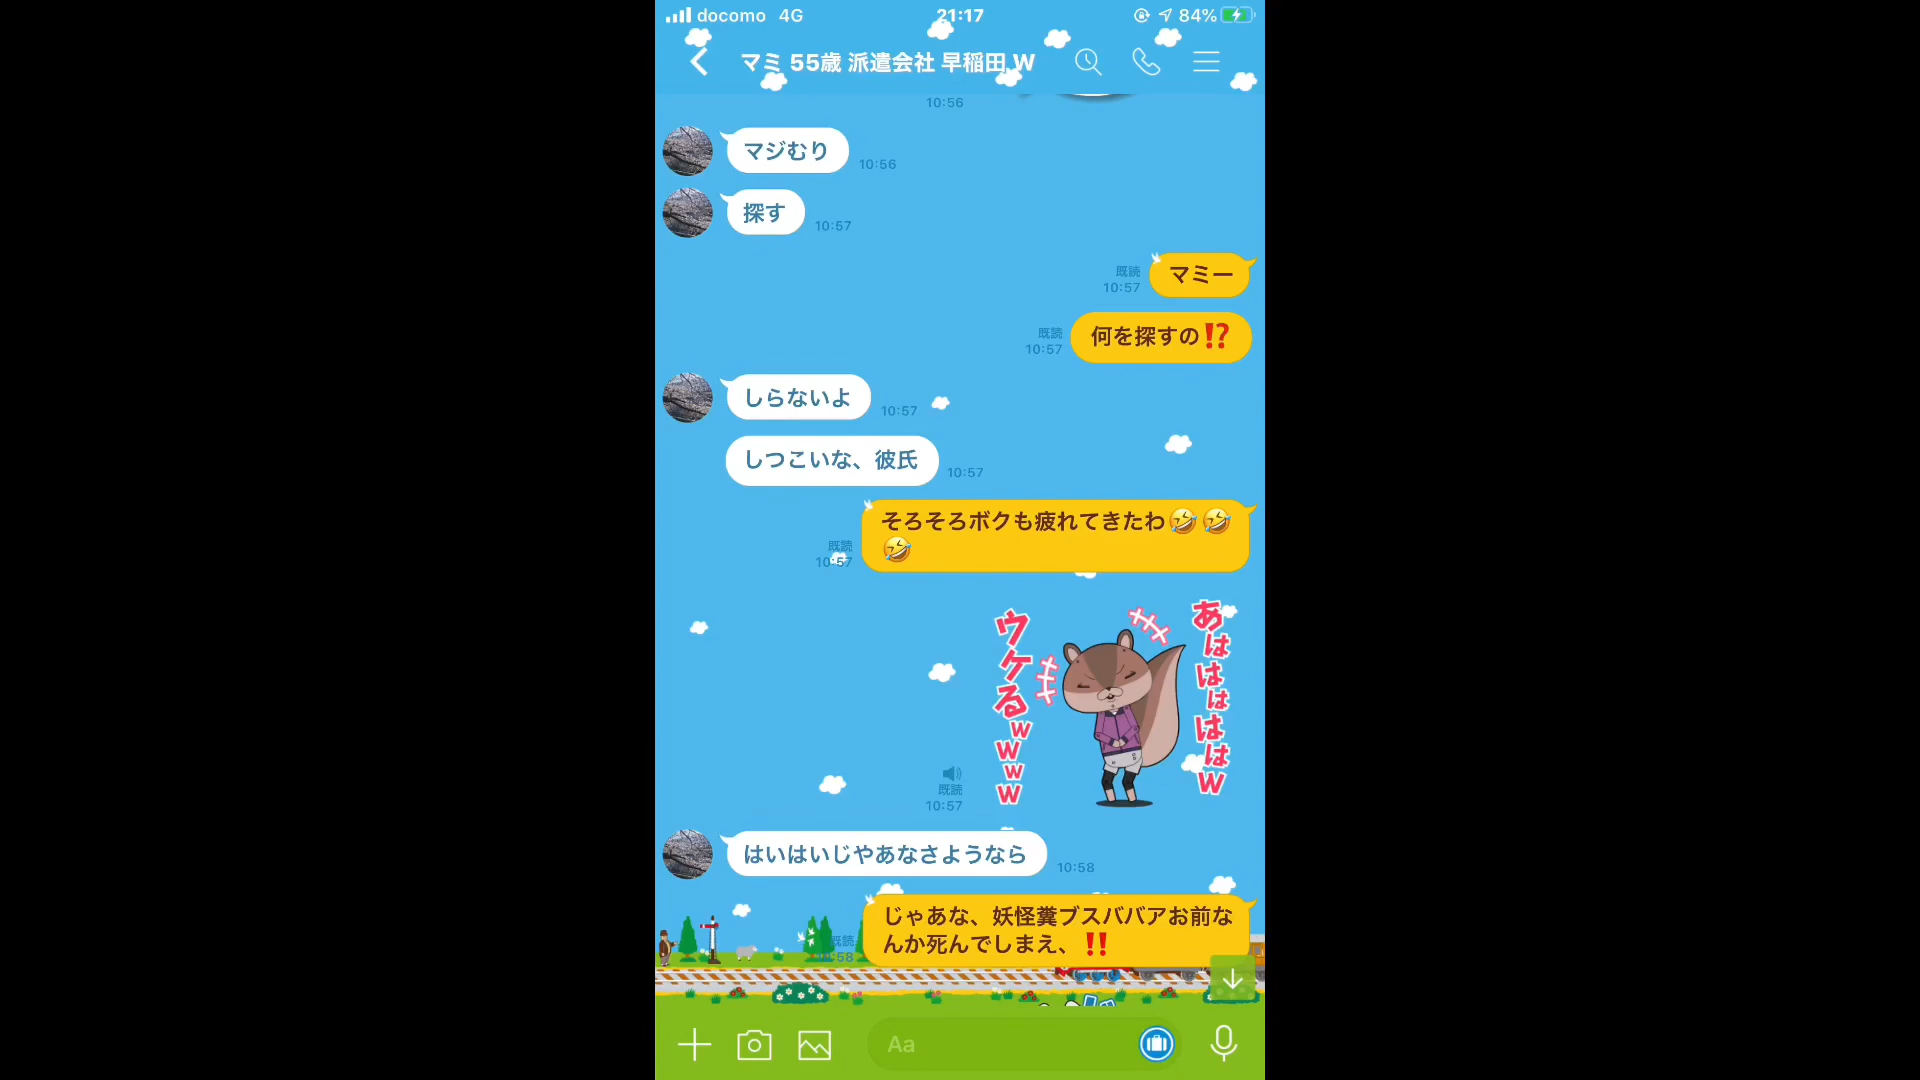 docomo 4G 21:17 84%
マミ 55歳 派遣会社 早稲田 W
10:56
マジむり 10:56
探す 10:57
既読 10:57 マミー
既読 10:57 何を探すの⁉️
しらないよ 10:57
しつこいな、彼氏 10:57
そろそろボクも疲れてきたわ🤣🤣
🤣
既読
10:57
ウケるwwww
あはははははw
既読
10:57
はいはいじやあなさようなら 10:58
じゃあな、妖怪糞ブスババアお前な
んか死んでしまえ、‼️
既読
10:58
Aa